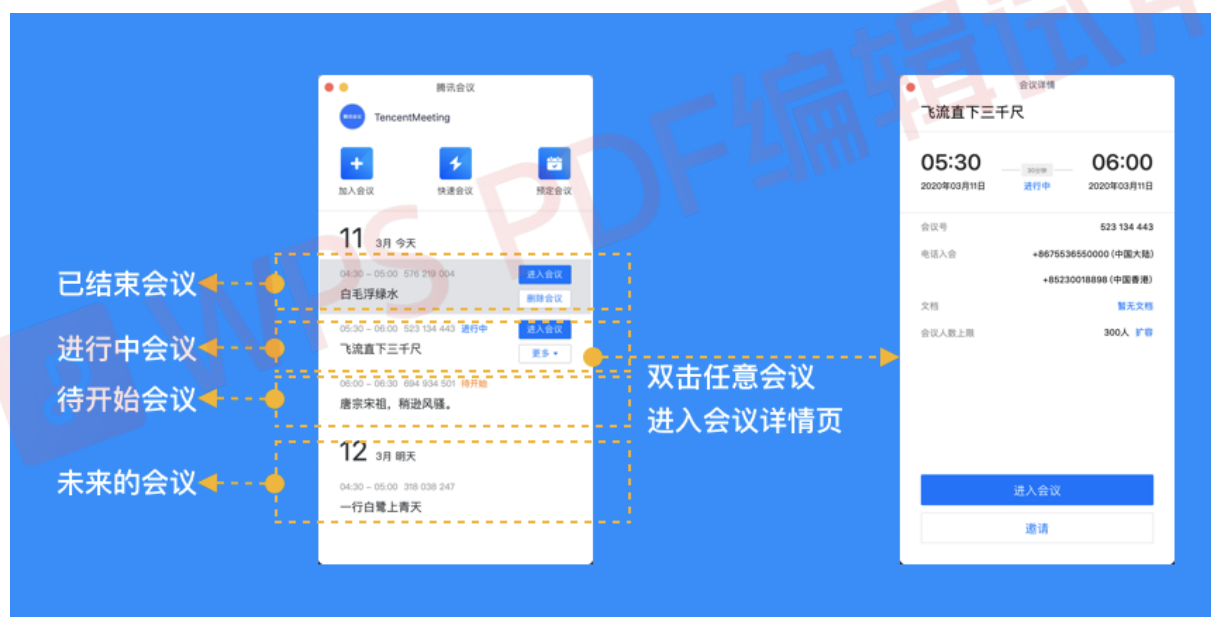 WPS PDF编辑试用
腾讯会议
TencentMeeting
加入会议
快速会议
预定会议
11 3月 今天
04:30 – 05:00 576 219 004
进入会议
白毛浮绿水
删除会议
05:30 – 06:00 523 134 443 进行中
进入会议
飞流直下三千尺
更多
06:00 – 06:30 694 934 501 待开始
唐宗宋祖，稍逊风骚。
12 3月 明天
04:30 – 05:00 318 038 247
一行白鹭上青天
已结束会议
进行中会议
待开始会议
未来的会议
双击任意会议
进入会议详情页
会议详情
飞流直下三千尺
05:30
30分钟
06:00
2020年03月11日
进行中
2020年03月11日
会议号
523 134 443
电话入会
+8675536550000 (中国大陆)
+85230018898 (中国香港)
文档
暂无文档
会议人数上限
300人 扩容
进入会议
邀请